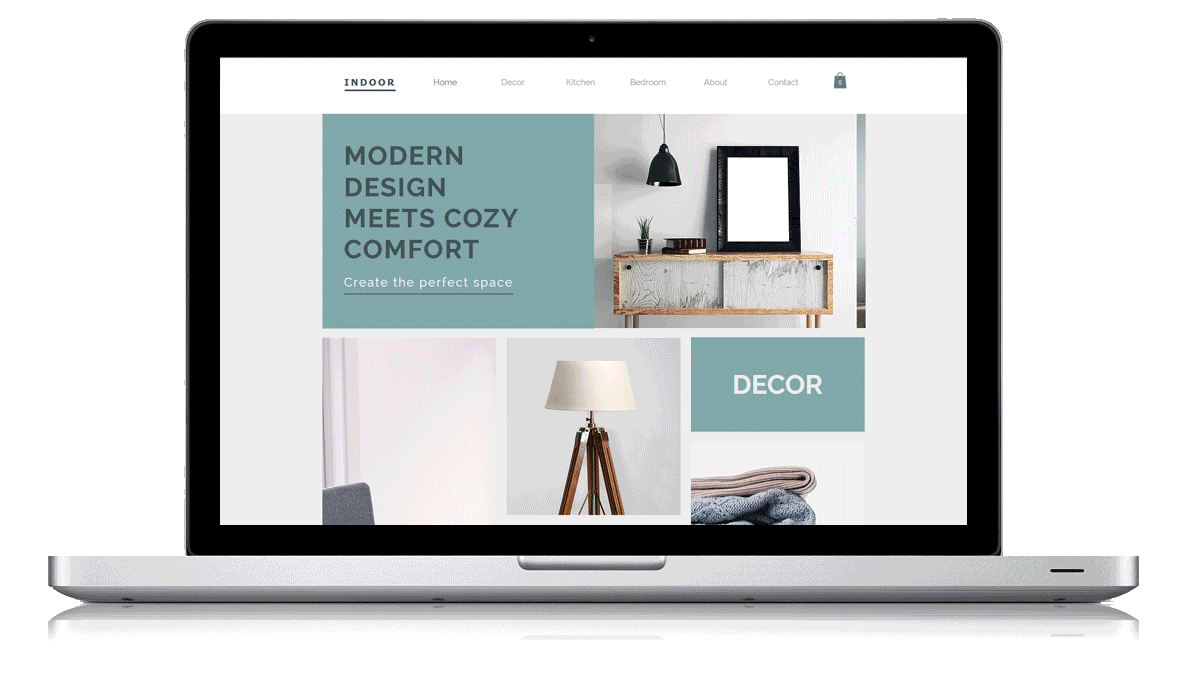 INDOOR Home Decor Kitchen Bedroom About Contact 0
MODERN
DESIGN
MEETS COZY
COMFORT
Create the perfect space
DECOR